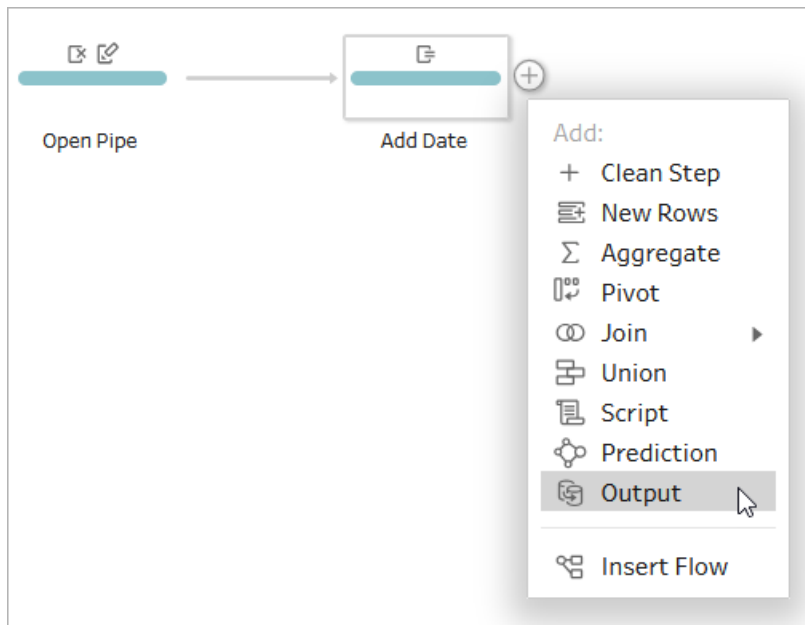 Open Pipe
Add Date
Add:
Clean Step
New Rows
Aggregate
Pivot
Join
Union
Script
Prediction
Output
Insert Flow